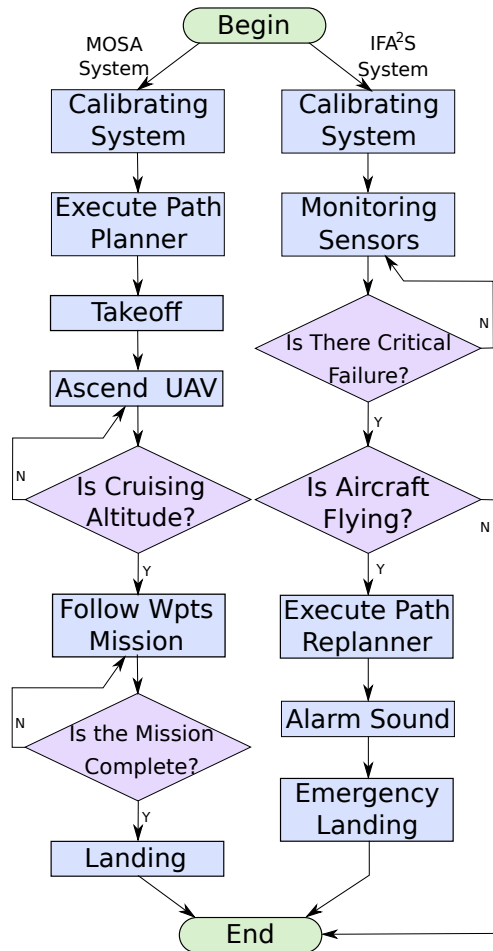 Begin
MOSA
System
IFA²S
System
Calibrating
System
Execute Path
Planner
Takeoff
Ascend UAV
N
Is Cruising
Altitude?
Y
Follow Wpts
Mission
N
Is the Mission
Complete?
Y
Landing
Calibrating
System
Monitoring
Sensors
N
Is There Critical
Failure?
Y
Is Aircraft
Flying?
N
Y
Execute Path
Replanner
Alarm Sound
Emergency
Landing
End